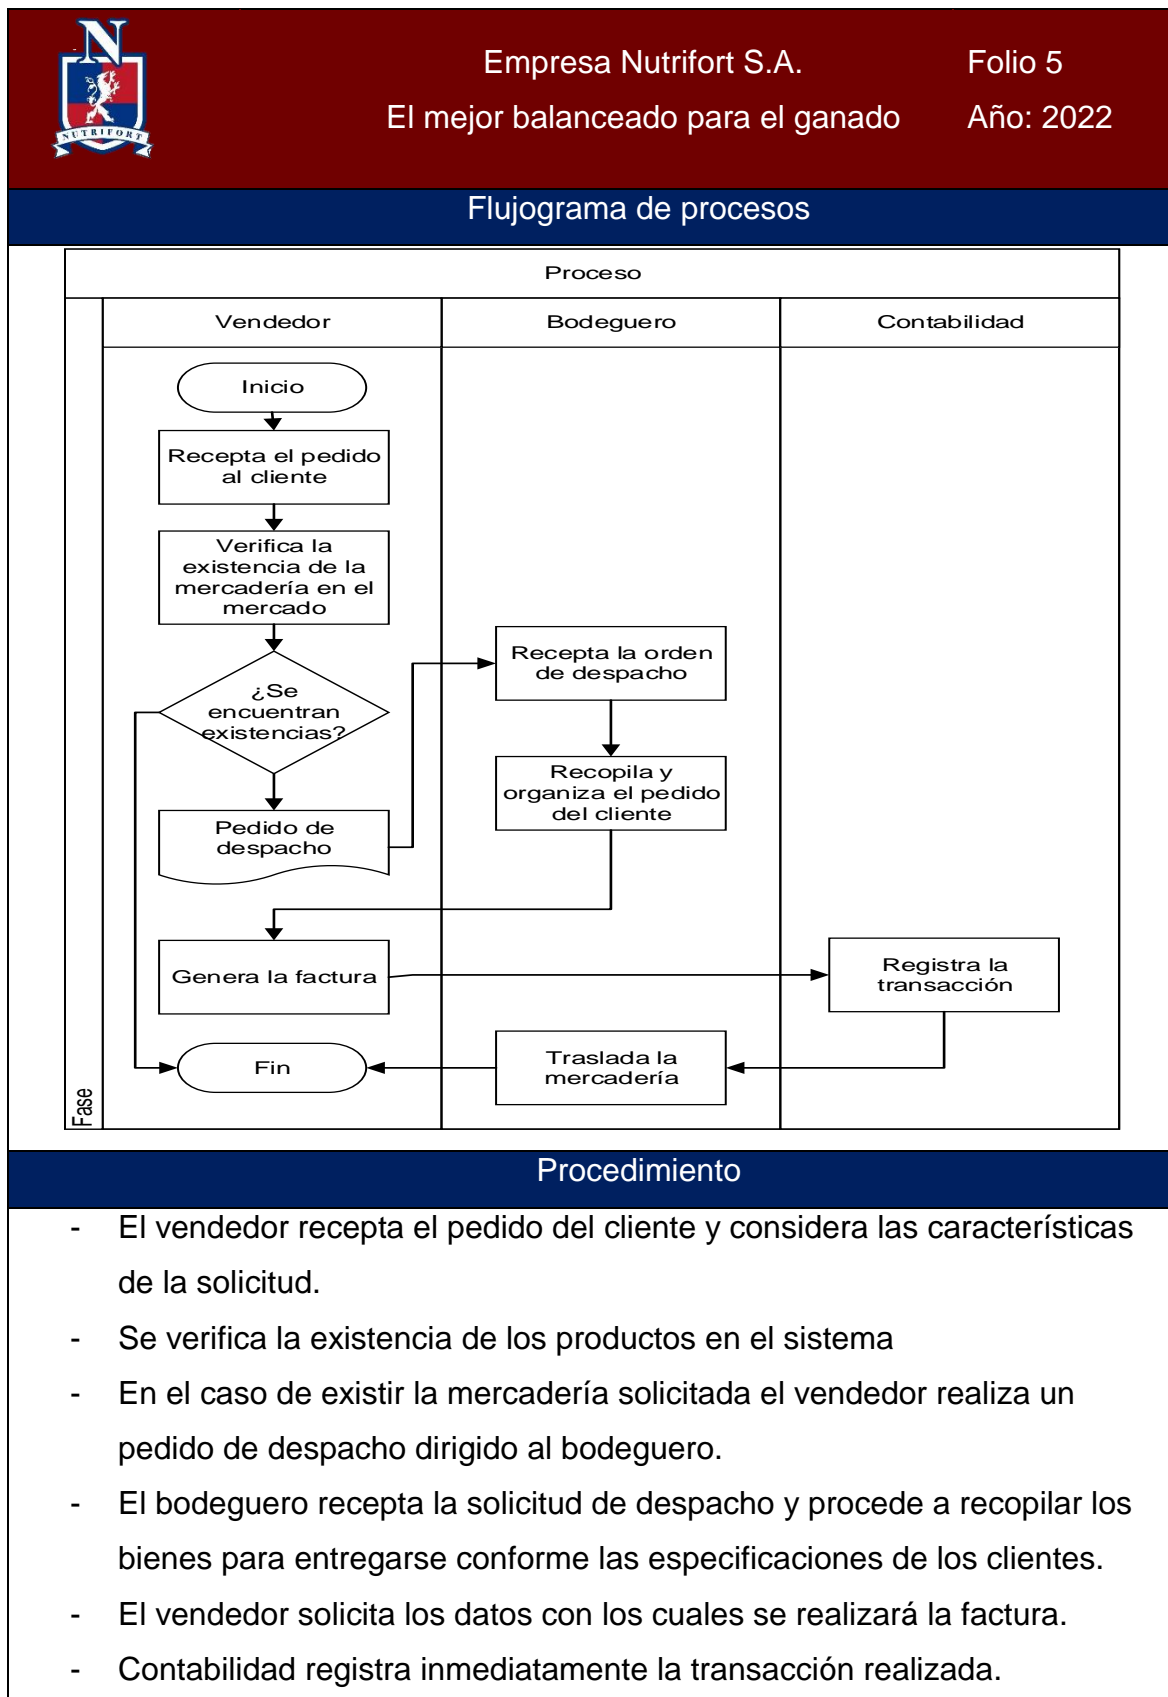 N
NUTRIFORT
Empresa Nutrifort S.A.
El mejor balanceado para el ganado
Folio 5
Año: 2022
Flujograma de procesos
Proceso
Fase
Vendedor
Bodeguero
Contabilidad
Inicio
Recepta el pedido
al cliente
Verifica la
existencia de la
mercadería en el
mercado
¿Se
encuentran
existencias?
Pedido de
despacho
Recepta la orden
de despacho
Recopila y
organiza el pedido
del cliente
Genera la factura
Registra la
transacción
Traslada la
mercadería
Fin
Procedimiento
- El vendedor recepta el pedido del cliente y considera las características
de la solicitud.
- Se verifica la existencia de los productos en el sistema
- En el caso de existir la mercadería solicitada el vendedor realiza un
pedido de despacho dirigido al bodeguero.
- El bodeguero recepta la solicitud de despacho y procede a recopilar los
bienes para entregarse conforme las especificaciones de los clientes.
- El vendedor solicita los datos con los cuales se realizará la factura.
- Contabilidad registra inmediatamente la transacción realizada.